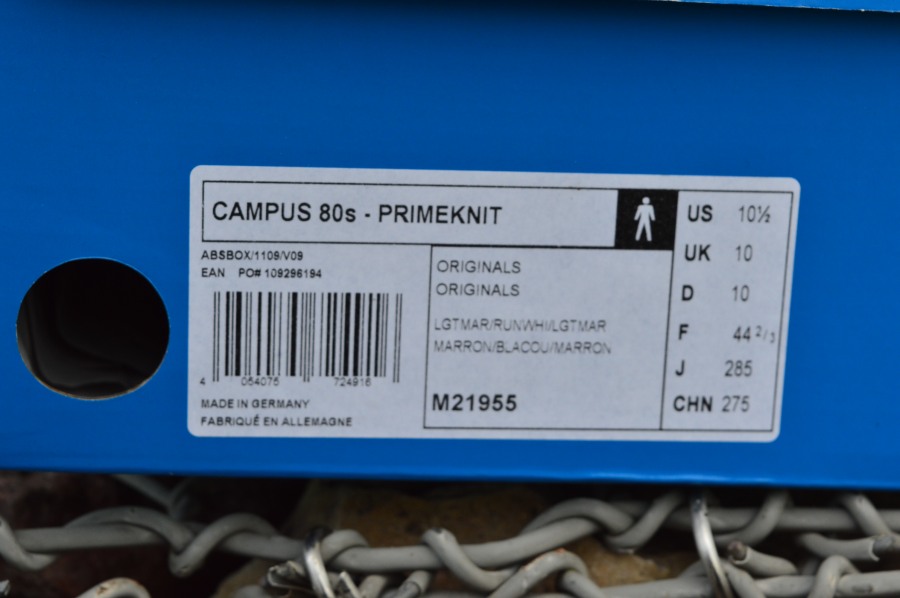 CAMPUS 80s - PRIMEKNIT
ABSBOX/1109/V09
EAN PO# 109296194
4 064075 724916
MADE IN GERMANY
FABRIQUÉ EN ALLEMAGNE
ORIGINALS
ORIGINALS
LGTMAR/RUNWHI/LGTMAR
MARRON/BLACOU/MARRON
M21955
US 10½
UK 10
D 10
F 44 2/3
J 285
CHN 275